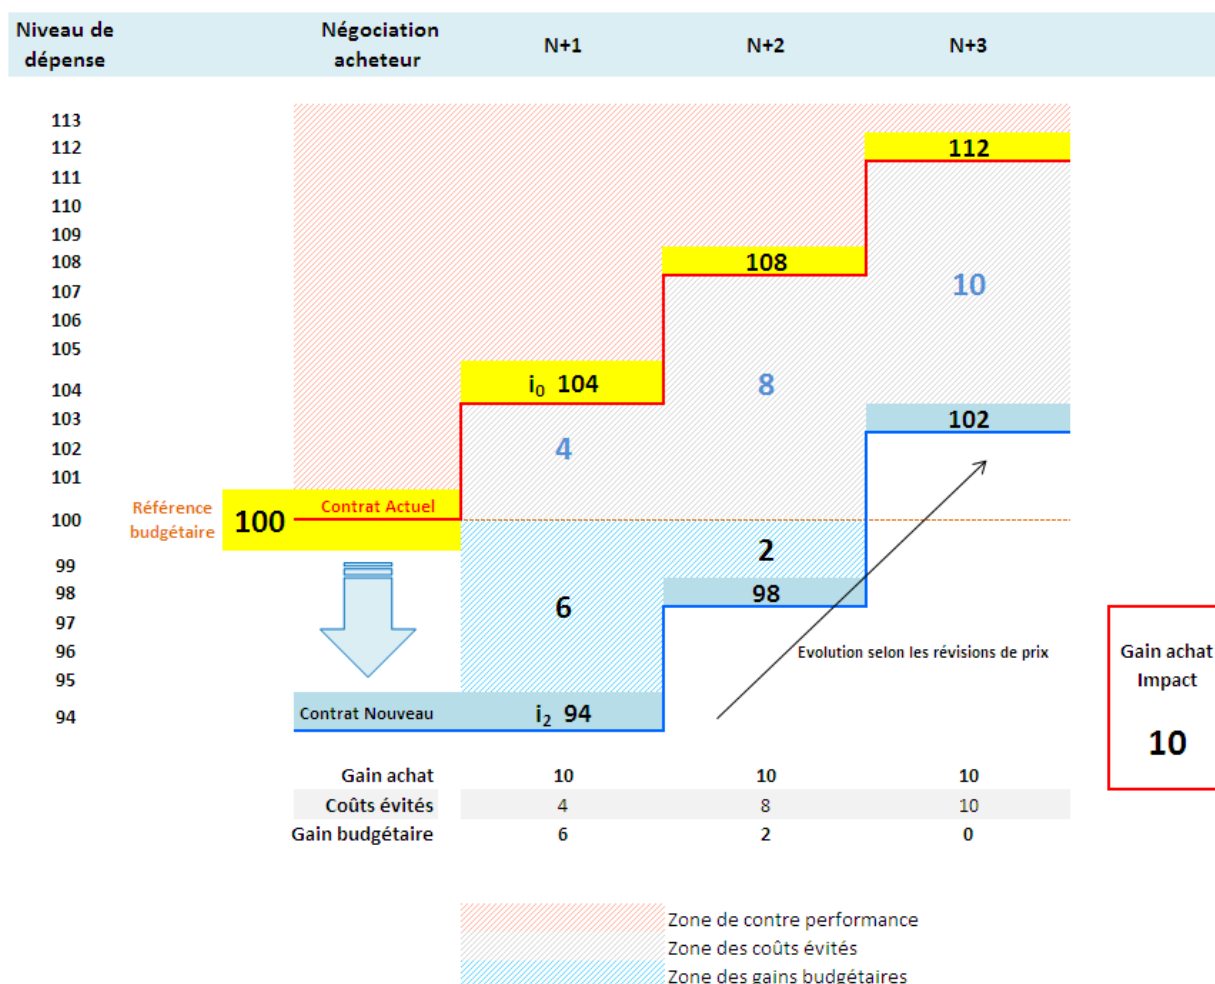 Niveau de
dépense
Négociation
acheteur
N+1
N+2
N+3
113
112
112
111
110
109
108
108
107
10
106
105
i0 104
104
8
103
102
4
102
101
Référence
budgétaire
100
Contrat Actuel
100
2
99
98
98
6
97
96
Evolution selon les révisions de prix
95
94
Contrat Nouveau
i2 94
Gain achat
Impact
10
Gain achat 10 10 10
Coûts évités 4 8 10
Gain budgétaire 6 2 0
Zone de contre performance
Zone des coûts évités
Zone des gains budgétaires